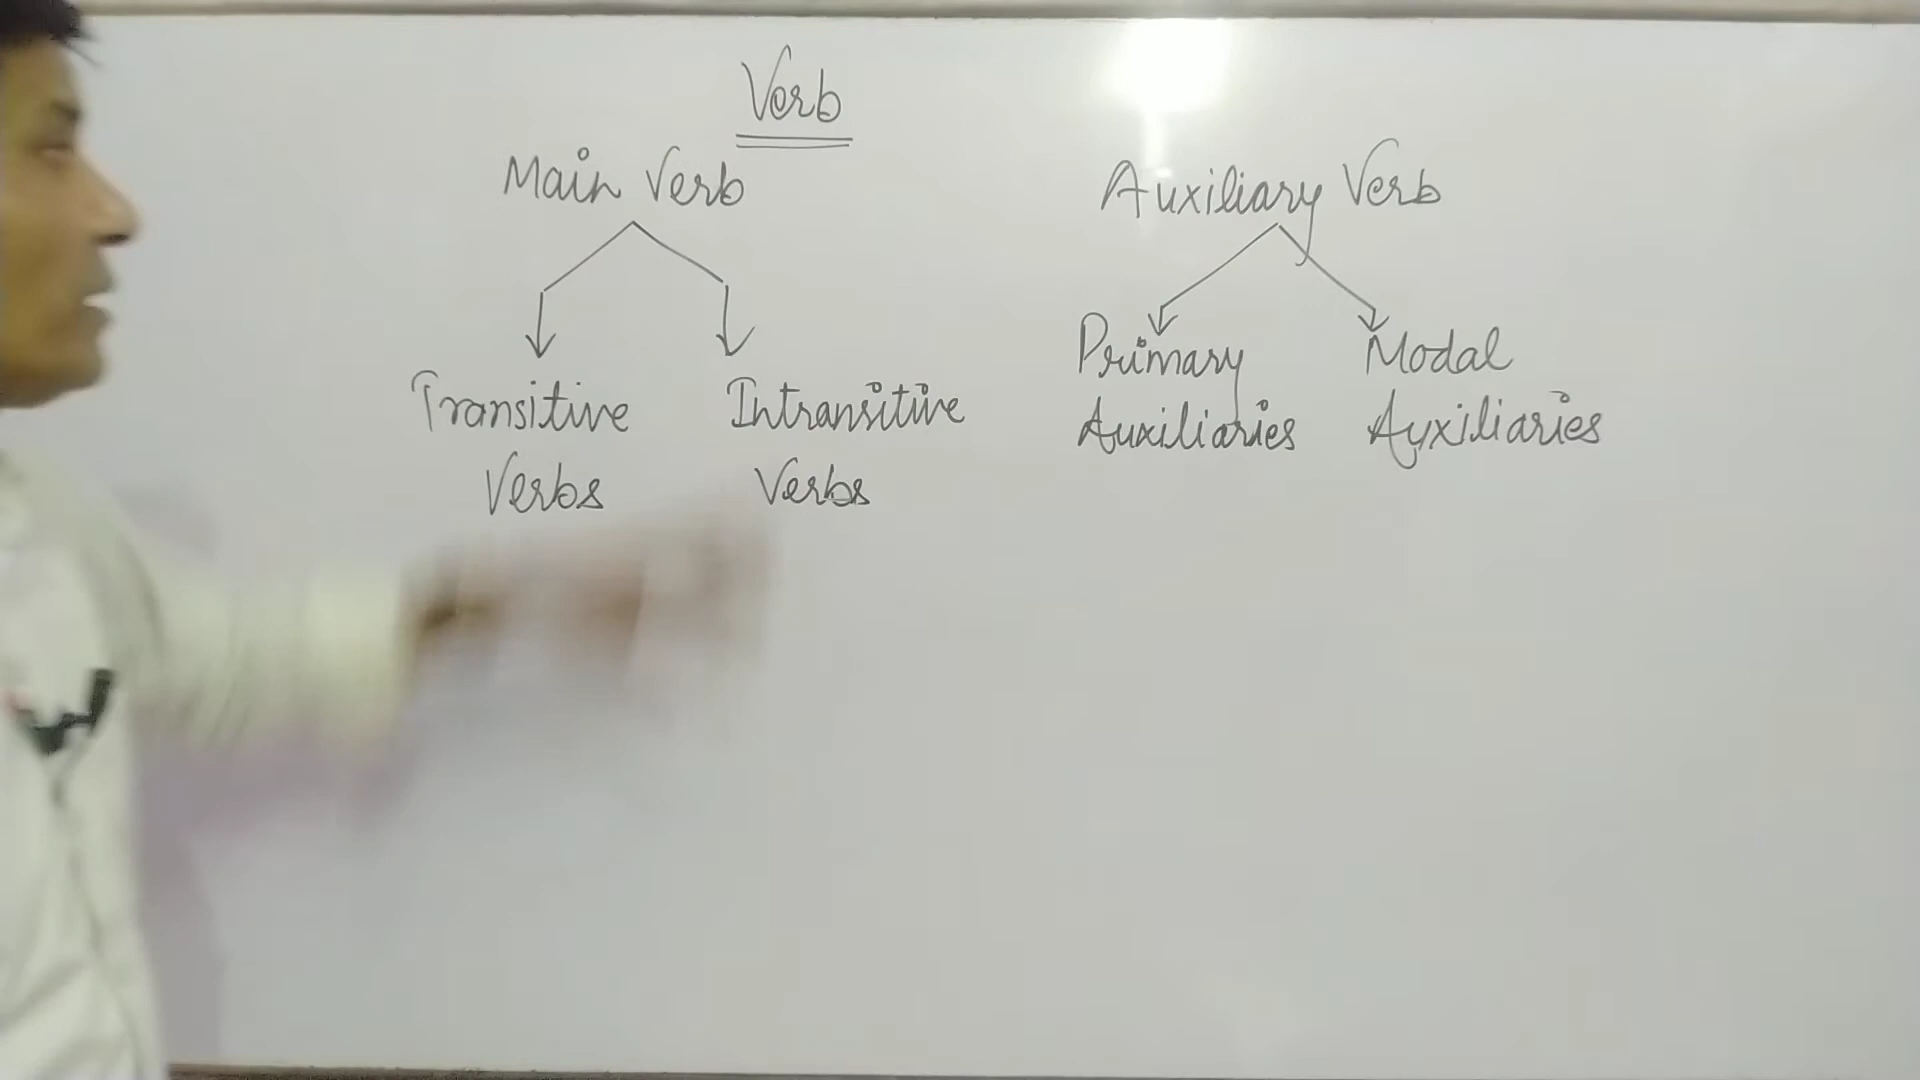 Verb
Main Verb
Auxiliary Verb
Transitive
Verbs
Intransitive
Verbs
Primary
Auxiliaries
Modal
Auxiliaries